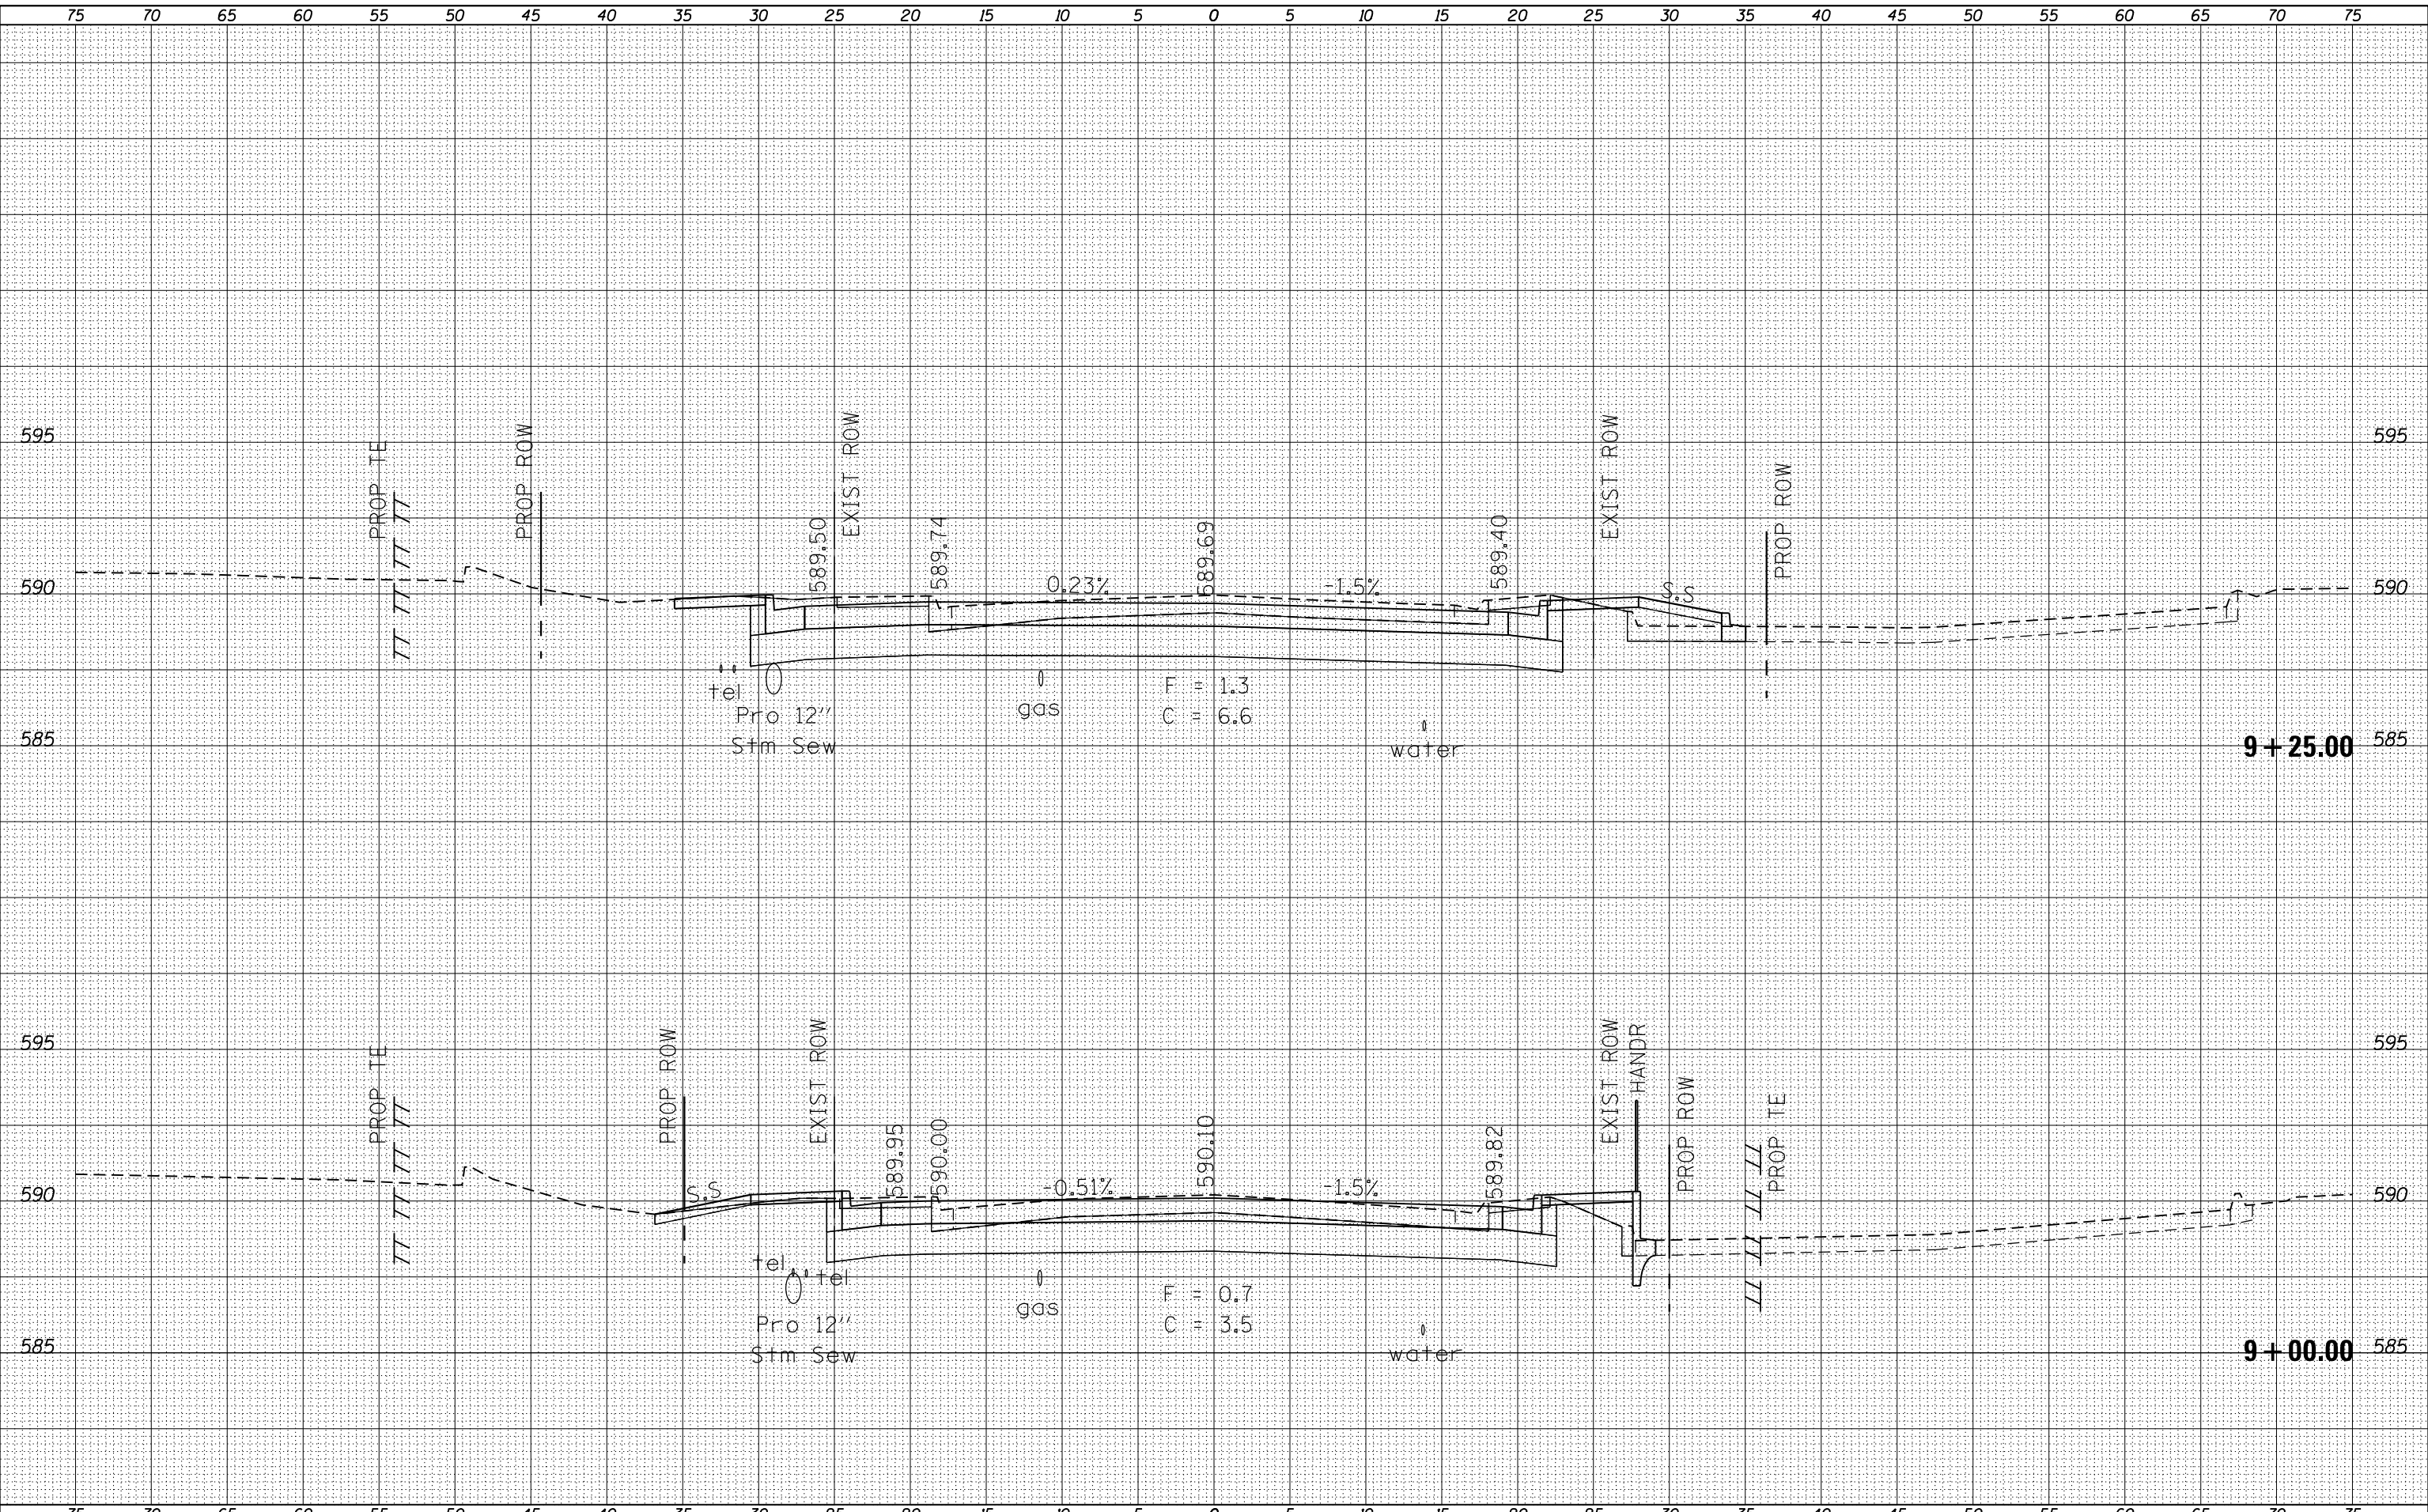 75 70 65 60 55 50 45 40 35 30 25 20 15 10 5 0 5 10 15 20 25 30 35 40 45 50 55 60 65 70 75
595 595
PROP TE
PROP ROW
589.50
EXIST ROW
589.74
589.69
589.40
EXIST ROW
PROP ROW
590 0.23% -1.5% S.S 590
tel
gas
F = 1.3
Pro 12"
C = 6.6
Stm Sew
water
585 9+25.00 585
595 595
PROP TE
PROP ROW
EXIST ROW
589.95
590.00
590.10
589.82
EXIST ROW
HANDR
PROP ROW
PROP TE
590 S.S -0.51% -1.5% 590
tel tel
gas
F = 0.7
Pro 12"
C = 3.5
Stm Sew
water
585 9+00.00 585
75 70 65 60 55 50 45 40 35 30 25 20 15 10 5 0 5 10 15 20 25 30 35 40 45 50 55 60 65 70 75